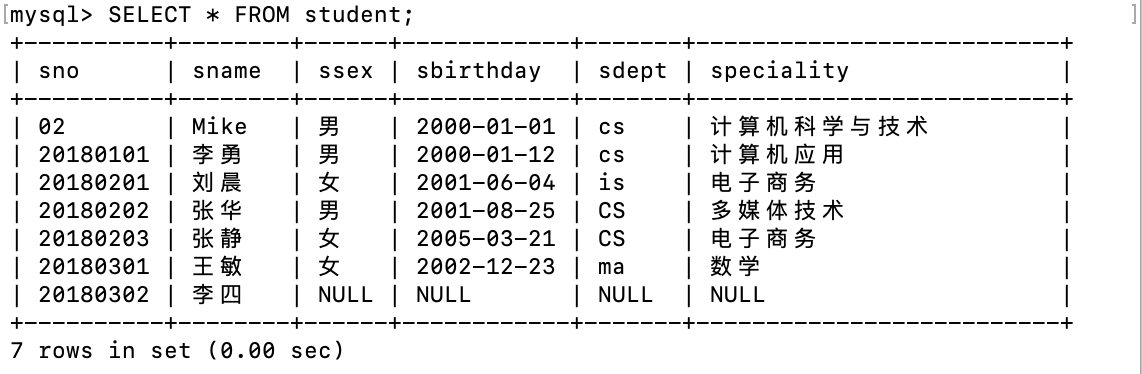 mysql> SELECT * FROM student;
+----------+-------+------+------------+-------+--------------------+
| sno | sname | ssex | sbirthday | sdept | speciality |
+----------+-------+------+------------+-------+--------------------+
| 02 | Mike | 男 | 2000-01-01 | cs | 计算机科学与技术 |
| 20180101 | 李勇 | 男 | 2000-01-12 | cs | 计算机应用 |
| 20180201 | 刘晨 | 女 | 2001-06-04 | is | 电子商务 |
| 20180202 | 张华 | 男 | 2001-08-25 | CS | 多媒体技术 |
| 20180203 | 张静 | 女 | 2005-03-21 | CS | 电子商务 |
| 20180301 | 王敏 | 女 | 2002-12-23 | ma | 数学 |
| 20180302 | 李四 | NULL | NULL | NULL | NULL |
+----------+-------+------+------------+-------+--------------------+
7 rows in set (0.00 sec)